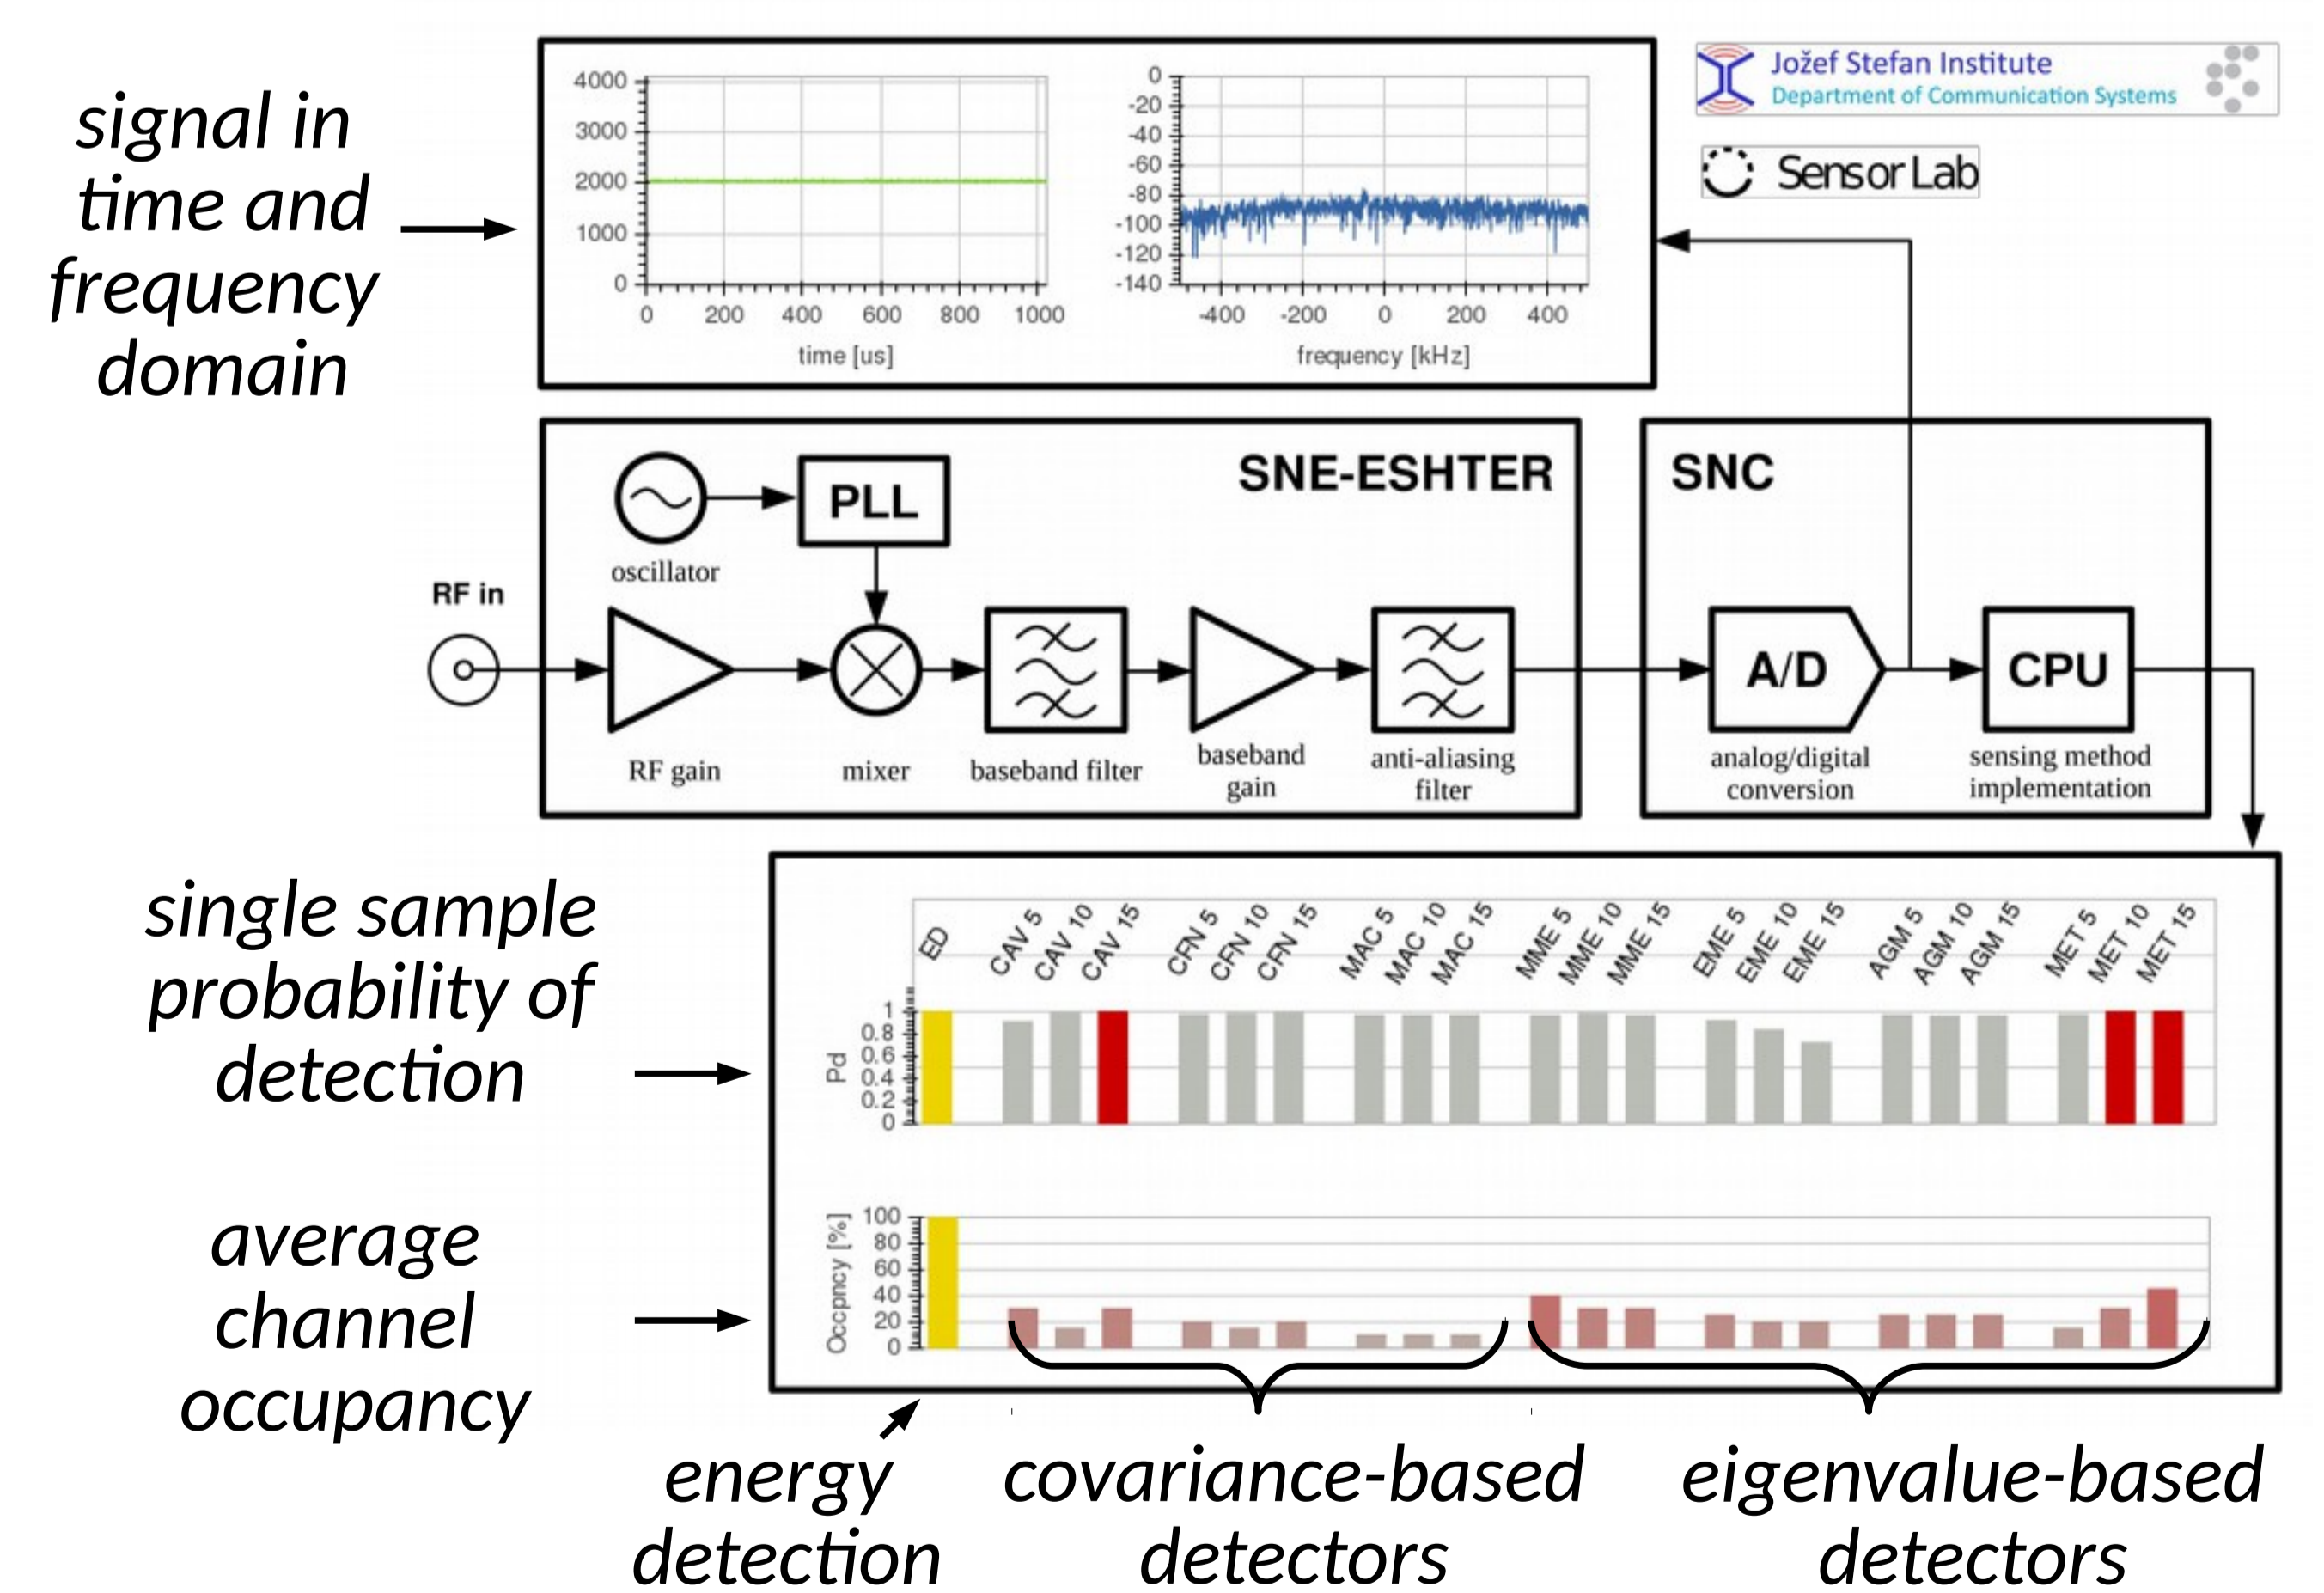 signal in
time and
frequency
domain
4000
3000
2000
1000
0
0 200 400 600 800 1000
time [us]
0
-20
-40
-60
-80
-100
-120
-140
-400 -200 0 200 400
frequency [kHz]
Jožef Stefan Institute
Department of Communication Systems
SensorLab
SNE-ESHTER
SNC
PLL
oscillator
RF in
A/D
CPU
RF gain
mixer
baseband filter
baseband
gain
anti-aliasing
filter
analog/digital
conversion
sensing method
implementation
single sample
probability of
detection
ED CAV 5 CAV 10 CAV 15 CFN 5 CFN 10 CFN 15 MAC 5 MAC 10 MAC 15 MME 5 MME 10 MME 15 EME 5 EME 10 EME 15 AGM 5 AGM 10 AGM 15 MET 5 MET 10 MET 15
Pd
1
0.8
0.6
0.4
0.2
0
average
channel
occupancy
Occpncy [%]
100
80
60
40
20
0
energy
detection
covariance-based
detectors
eigenvalue-based
detectors